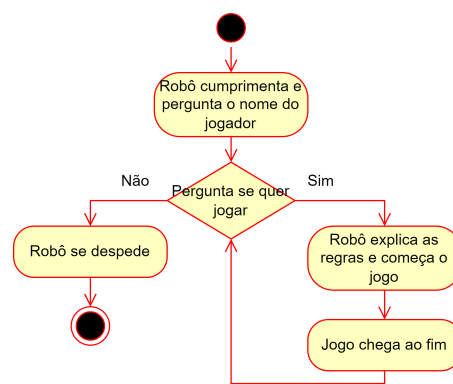 Robô cumprimenta e
pergunta o nome do
jogador
Não
Pergunta se quer
jogar
Sim
Robô se despede
Robô explica as
regras e começa o
jogo
Jogo chega ao fim